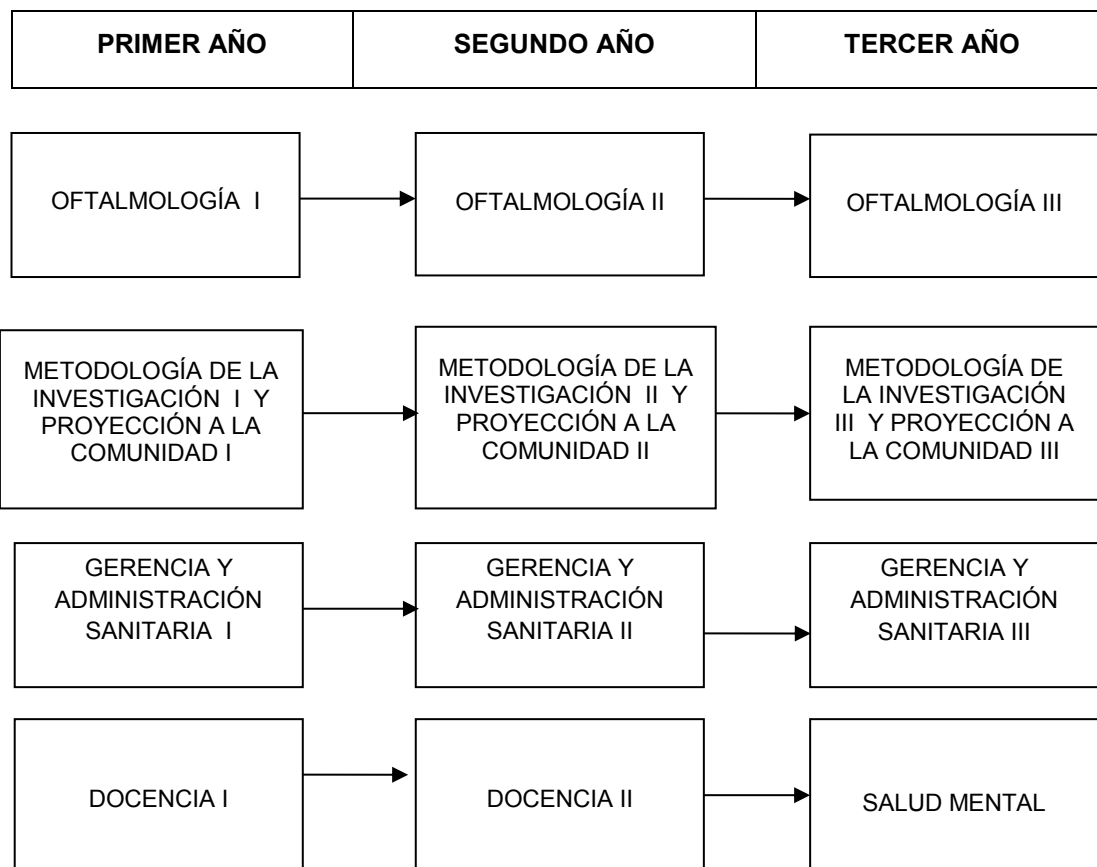 PRIMER AÑO
SEGUNDO AÑO
TERCER AÑO
OFTALMOLOGÍA I
OFTALMOLOGÍA II
OFTALMOLOGÍA III
METODOLOGÍA DE LA
INVESTIGACIÓN I Y
PROYECCIÓN A LA
COMUNIDAD I
METODOLOGÍA DE LA
INVESTIGACIÓN II Y
PROYECCIÓN A LA
COMUNIDAD II
METODOLOGÍA DE
LA INVESTIGACIÓN
III Y PROYECCIÓN A
LA COMUNIDAD III
GERENCIA Y
ADMINISTRACIÓN
SANITARIA I
GERENCIA Y
ADMINISTRACIÓN
SANITARIA II
GERENCIA Y
ADMINISTRACIÓN
SANITARIA III
DOCENCIA I
DOCENCIA II
SALUD MENTAL